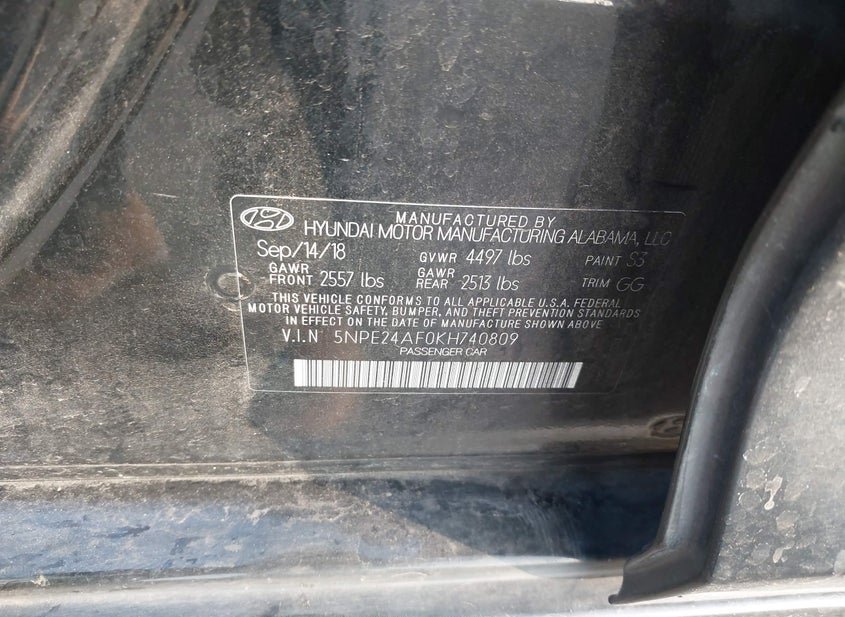 MANUFACTURED BY
HYUNDAI MOTOR MANUFACTURING ALABAMA, LLC
Sep/14/18 GVWR 4497 lbs PAINT S3
GAWR FRONT 2557 lbs GAWR REAR 2513 lbs TRIM GG
THIS VEHICLE CONFORMS TO ALL APPLICABLE U.S.A. FEDERAL
MOTOR VEHICLE SAFETY, BUMPER, AND THEFT PREVENTION STANDARDS
IN EFFECT ON THE DATE OF MANUFACTURE SHOWN ABOVE
V.I.N 5NPE24AF0KH740809
PASSENGER CAR